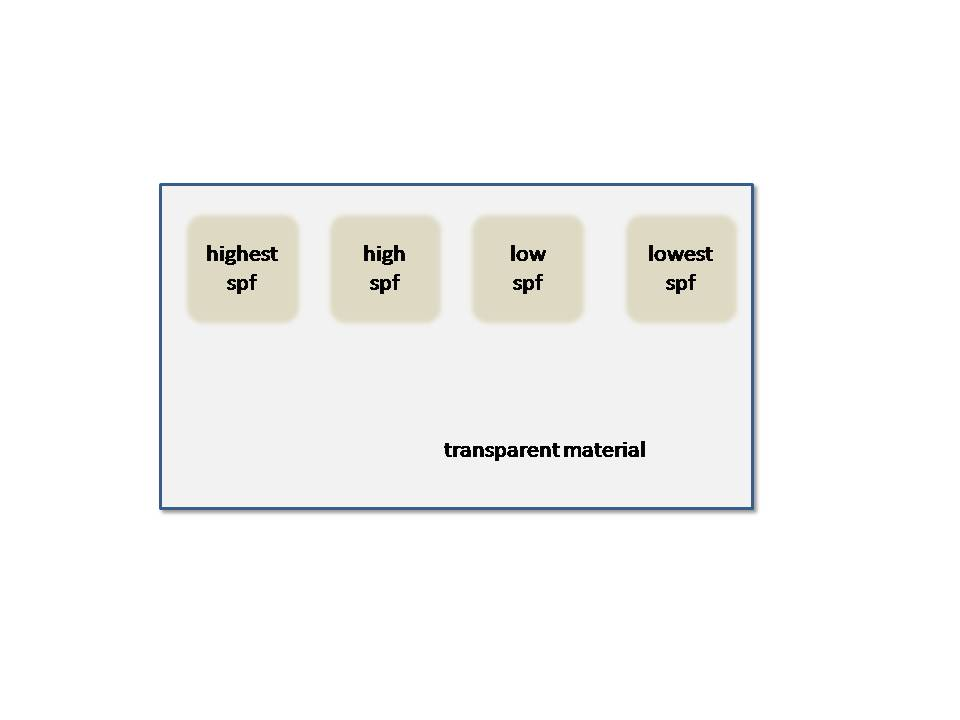 highest
spf
high
spf
low
spf
lowest
spf
transparent material